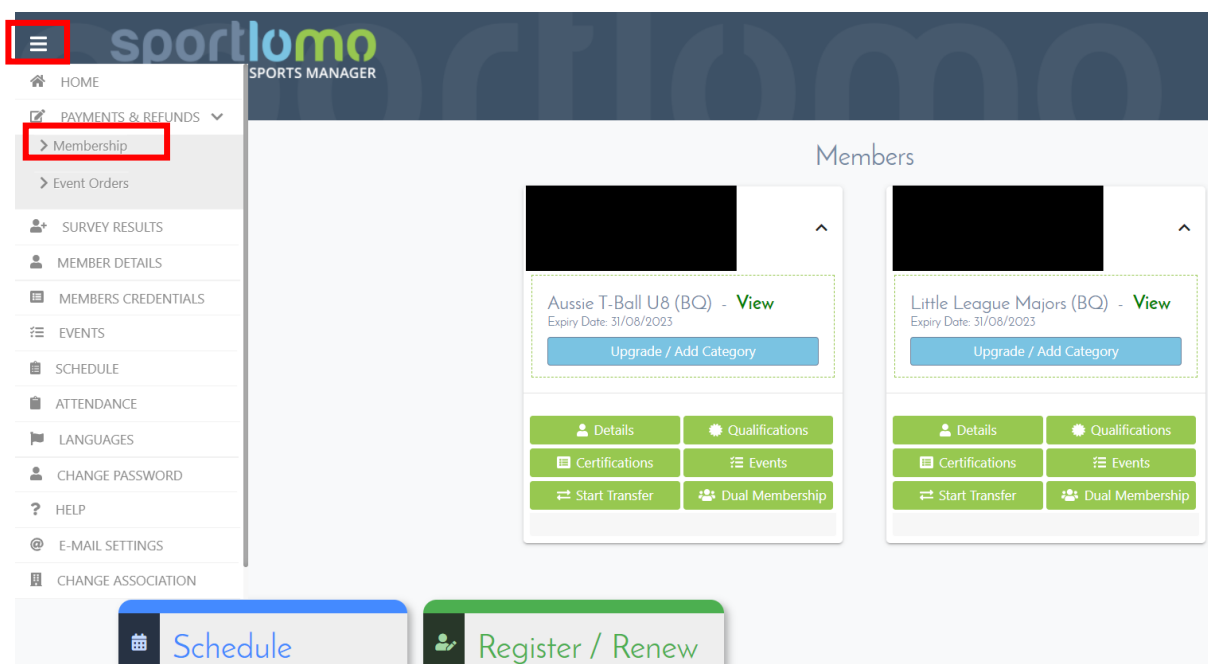 sportlomo
SPORTS MANAGER
HOME
PAYMENTS & REFUNDS
Membership
Event Orders
SURVEY RESULTS
MEMBER DETAILS
MEMBERS CREDENTIALS
EVENTS
SCHEDULE
ATTENDANCE
LANGUAGES
CHANGE PASSWORD
? HELP
@ E-MAIL SETTINGS
CHANGE ASSOCIATION
Members
Aussie T-Ball U8 (BQ) - View
Expiry Date: 31/08/2023
Upgrade / Add Category
Details
Qualifications
Certifications
Events
Start Transfer
Dual Membership
Little League Majors (BQ) - View
Expiry Date: 31/08/2023
Upgrade / Add Category
Details
Qualifications
Certifications
Events
Start Transfer
Dual Membership
Schedule
Register / Renew